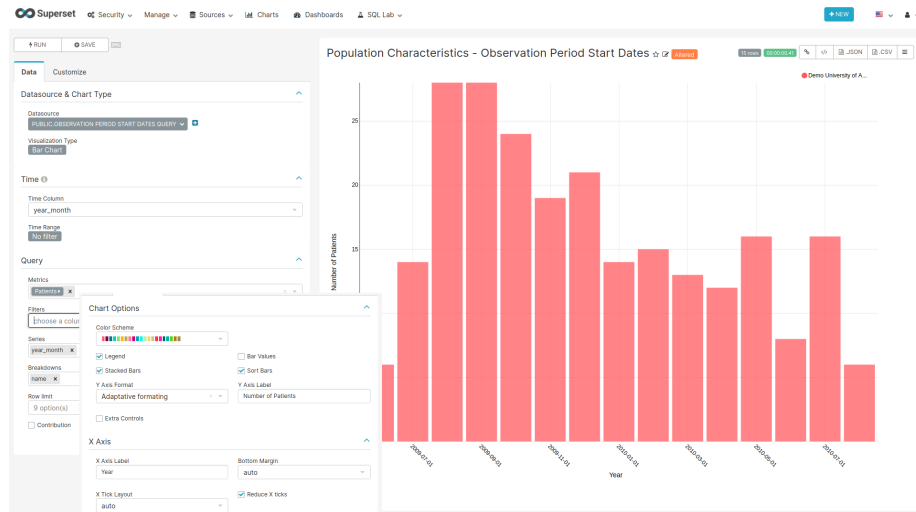 Superset Security Manage Sources Charts Dashboards SQL Lab + NEW
RUN SAVE
Data Customize
Datasource & Chart Type
Datasource
PUBLIC.OBSERVATION PERIOD START DATES QUERY
Visualization Type
Bar Chart
Time
Time Column
year_month
Time Range
No filter
Query
Metrics
Patients x
Filters
choose a colu
Series
year_month x
Breakdowns
name x
Row limit
9 option(s)
Contribution
Chart Options
Color Scheme
Legend Bar Values
Stacked Bars Sort Bars
Y Axis Format Y Axis Label
Adaptative formating Number of Patients
Extra Controls
X Axis
X Axis Label Bottom Margin
Year auto
X Tick Layout Reduce X ticks
auto
Population Characteristics - Observation Period Start Dates Altered 15 rows 00:00:00.41 </> .JSON .CSV
Demo University of A...
25
20
15
Number of Patients
2009-07-01 2009-09-01 2009-11-01 2010-01-01 2010-03-01 2010-05-01 2010-07-01
Year